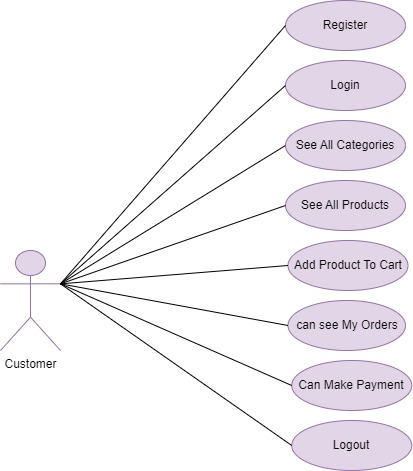 Register
Login
See All Categories
See All Products
Add Product To Cart
can see My Orders
Customer
Can Make Payment
Logout